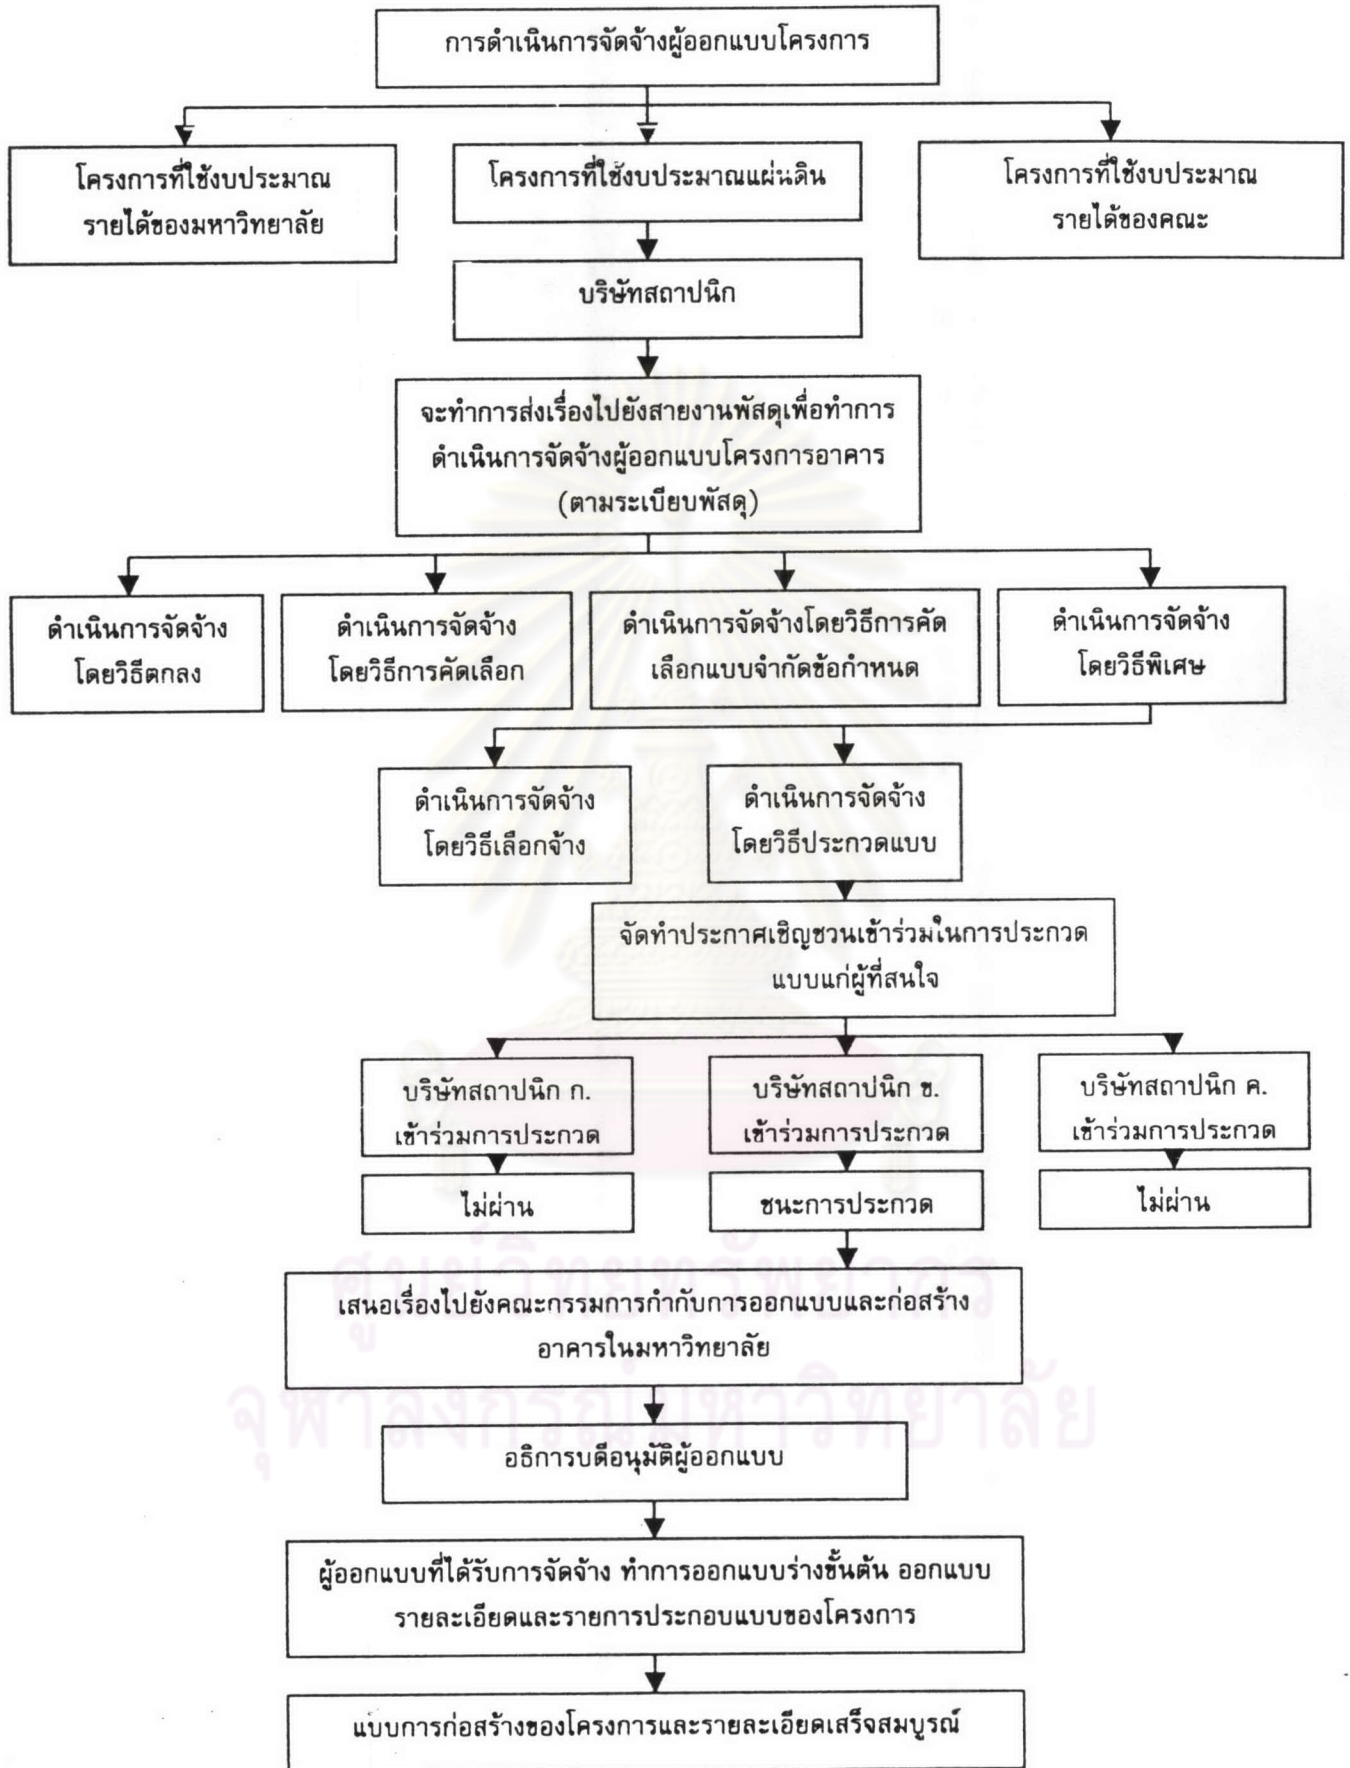 การดำเนินการจัดจ้างผู้ออกแบบโครงการ
โครงการที่ใช้งบประมาณ
รายได้ของมหาวิทยาลัย
โครงการที่ใช้งบประมาณแผ่นดิน
โครงการที่ใช้งบประมาณ
รายได้ของคณะ
บริษัทสถาปนิก
จะทำการส่งเรื่องไปยังสายงานพัสดุเพื่อทำการ
ดำเนินการจัดจ้างผู้ออกแบบโครงการอาคาร
(ตามระเบียบพัสดุ)
ดำเนินการจัดจ้าง
โดยวิธีตกลง
ดำเนินการจัดจ้าง
โดยวิธีการคัดเลือก
ดำเนินการจัดจ้างโดยวิธีการคัด
เลือกแบบจำกัดข้อกำหนด
ดำเนินการจัดจ้าง
โดยวิธีพิเศษ
ดำเนินการจัดจ้าง
โดยวิธีเลือกจ้าง
ดำเนินการจัดจ้าง
โดยวิธีประกวดแบบ
จัดทำประกาศเชิญชวนเข้าร่วมในการประกวด
แบบแก่ผู้ที่สนใจ
บริษัทสถาปนิก ก.
เข้าร่วมการประกวด
บริษัทสถาปนิก ข.
เข้าร่วมการประกวด
บริษัทสถาปนิก ค.
เข้าร่วมการประกวด
ไม่ผ่าน
ชนะการประกวด
ไม่ผ่าน
ศูนย์วิทยทรัพยากร
เสนอเรื่องไปยังคณะกรรมการกำกับการออกแบบและก่อสร้าง
อาคารในมหาวิทยาลัย
จุฬาลงกรณ์มหาวิทยาลัย
อธิการบดีอนุมัติผู้ออกแบบ
ผู้ออกแบบที่ได้รับการจัดจ้าง ทำการออกแบบร่างขั้นต้น ออกแบบ
รายละเอียดและรายการประกอบแบบของโครงการ
แบบการก่อสร้างของโครงการและรายละเอียดเสร็จสมบูรณ์